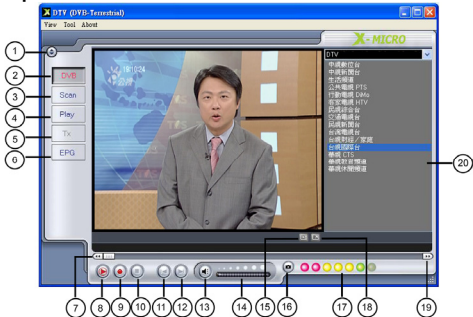 DTV (DVB-Terrestrial)
View Tool About
X-MICRO
DTV
中視數位台
中視新聞台
生活頻道
公共電視 PTS
行動電視 DiMo
客家電視 HTV
民視綜合台
交通電視台
民視新聞台
台視電視台
台視財經/家庭
台視國際台
華視 CTS
華視教育頻道
華視休閒頻道
18:10:24
DVB
Scan
Play
Tx
EPG
1
2
3
4
5
6
7
8
9
10
11
12
13
14
15
16
17
18
19
20